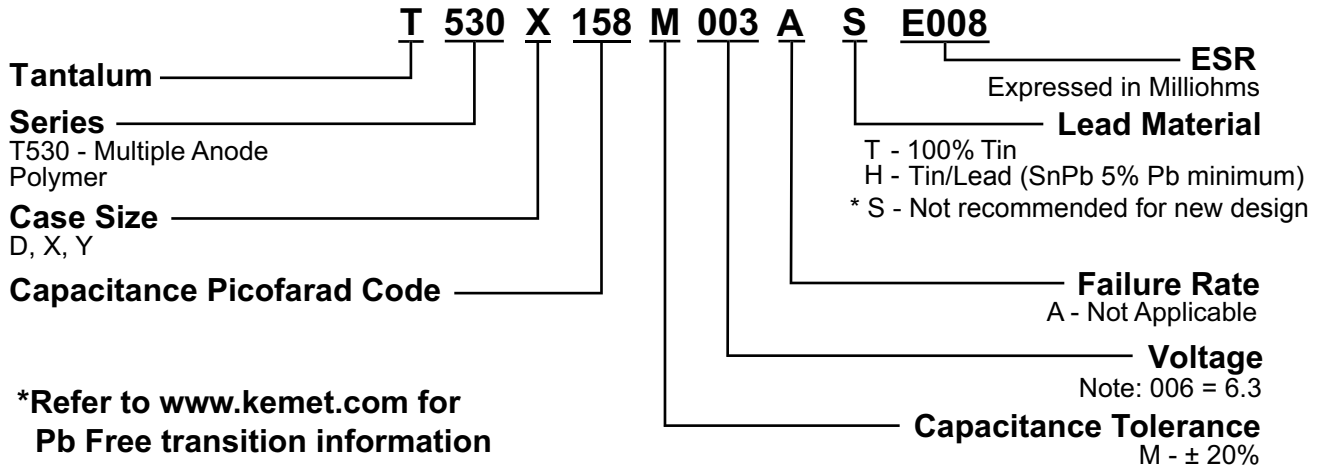 T 530 X 158 M 003 A S E008
Tantalum
Series
T530 - Multiple Anode
Polymer
Case Size
D, X, Y
Capacitance Picofarad Code
*Refer to www.kemet.com for
Pb Free transition information
ESR
Expressed in Milliohms
Lead Material
T - 100% Tin
H - Tin/Lead (SnPb 5% Pb minimum)
* S - Not recommended for new design
Failure Rate
A - Not Applicable
Voltage
Note: 006 = 6.3
Capacitance Tolerance
M - ± 20%